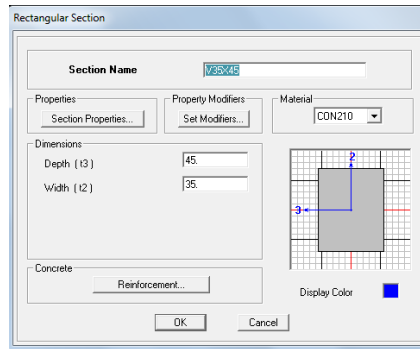 Rectangular Section
Section Name
V35X45
Properties
Section Properties...
Property Modifiers
Set Modifiers...
Material
CON210
Dimensions
Depth ( t3 )
45.
Width ( t2 )
35.
2
3
Concrete
Reinforcement...
Display Color
OK
Cancel